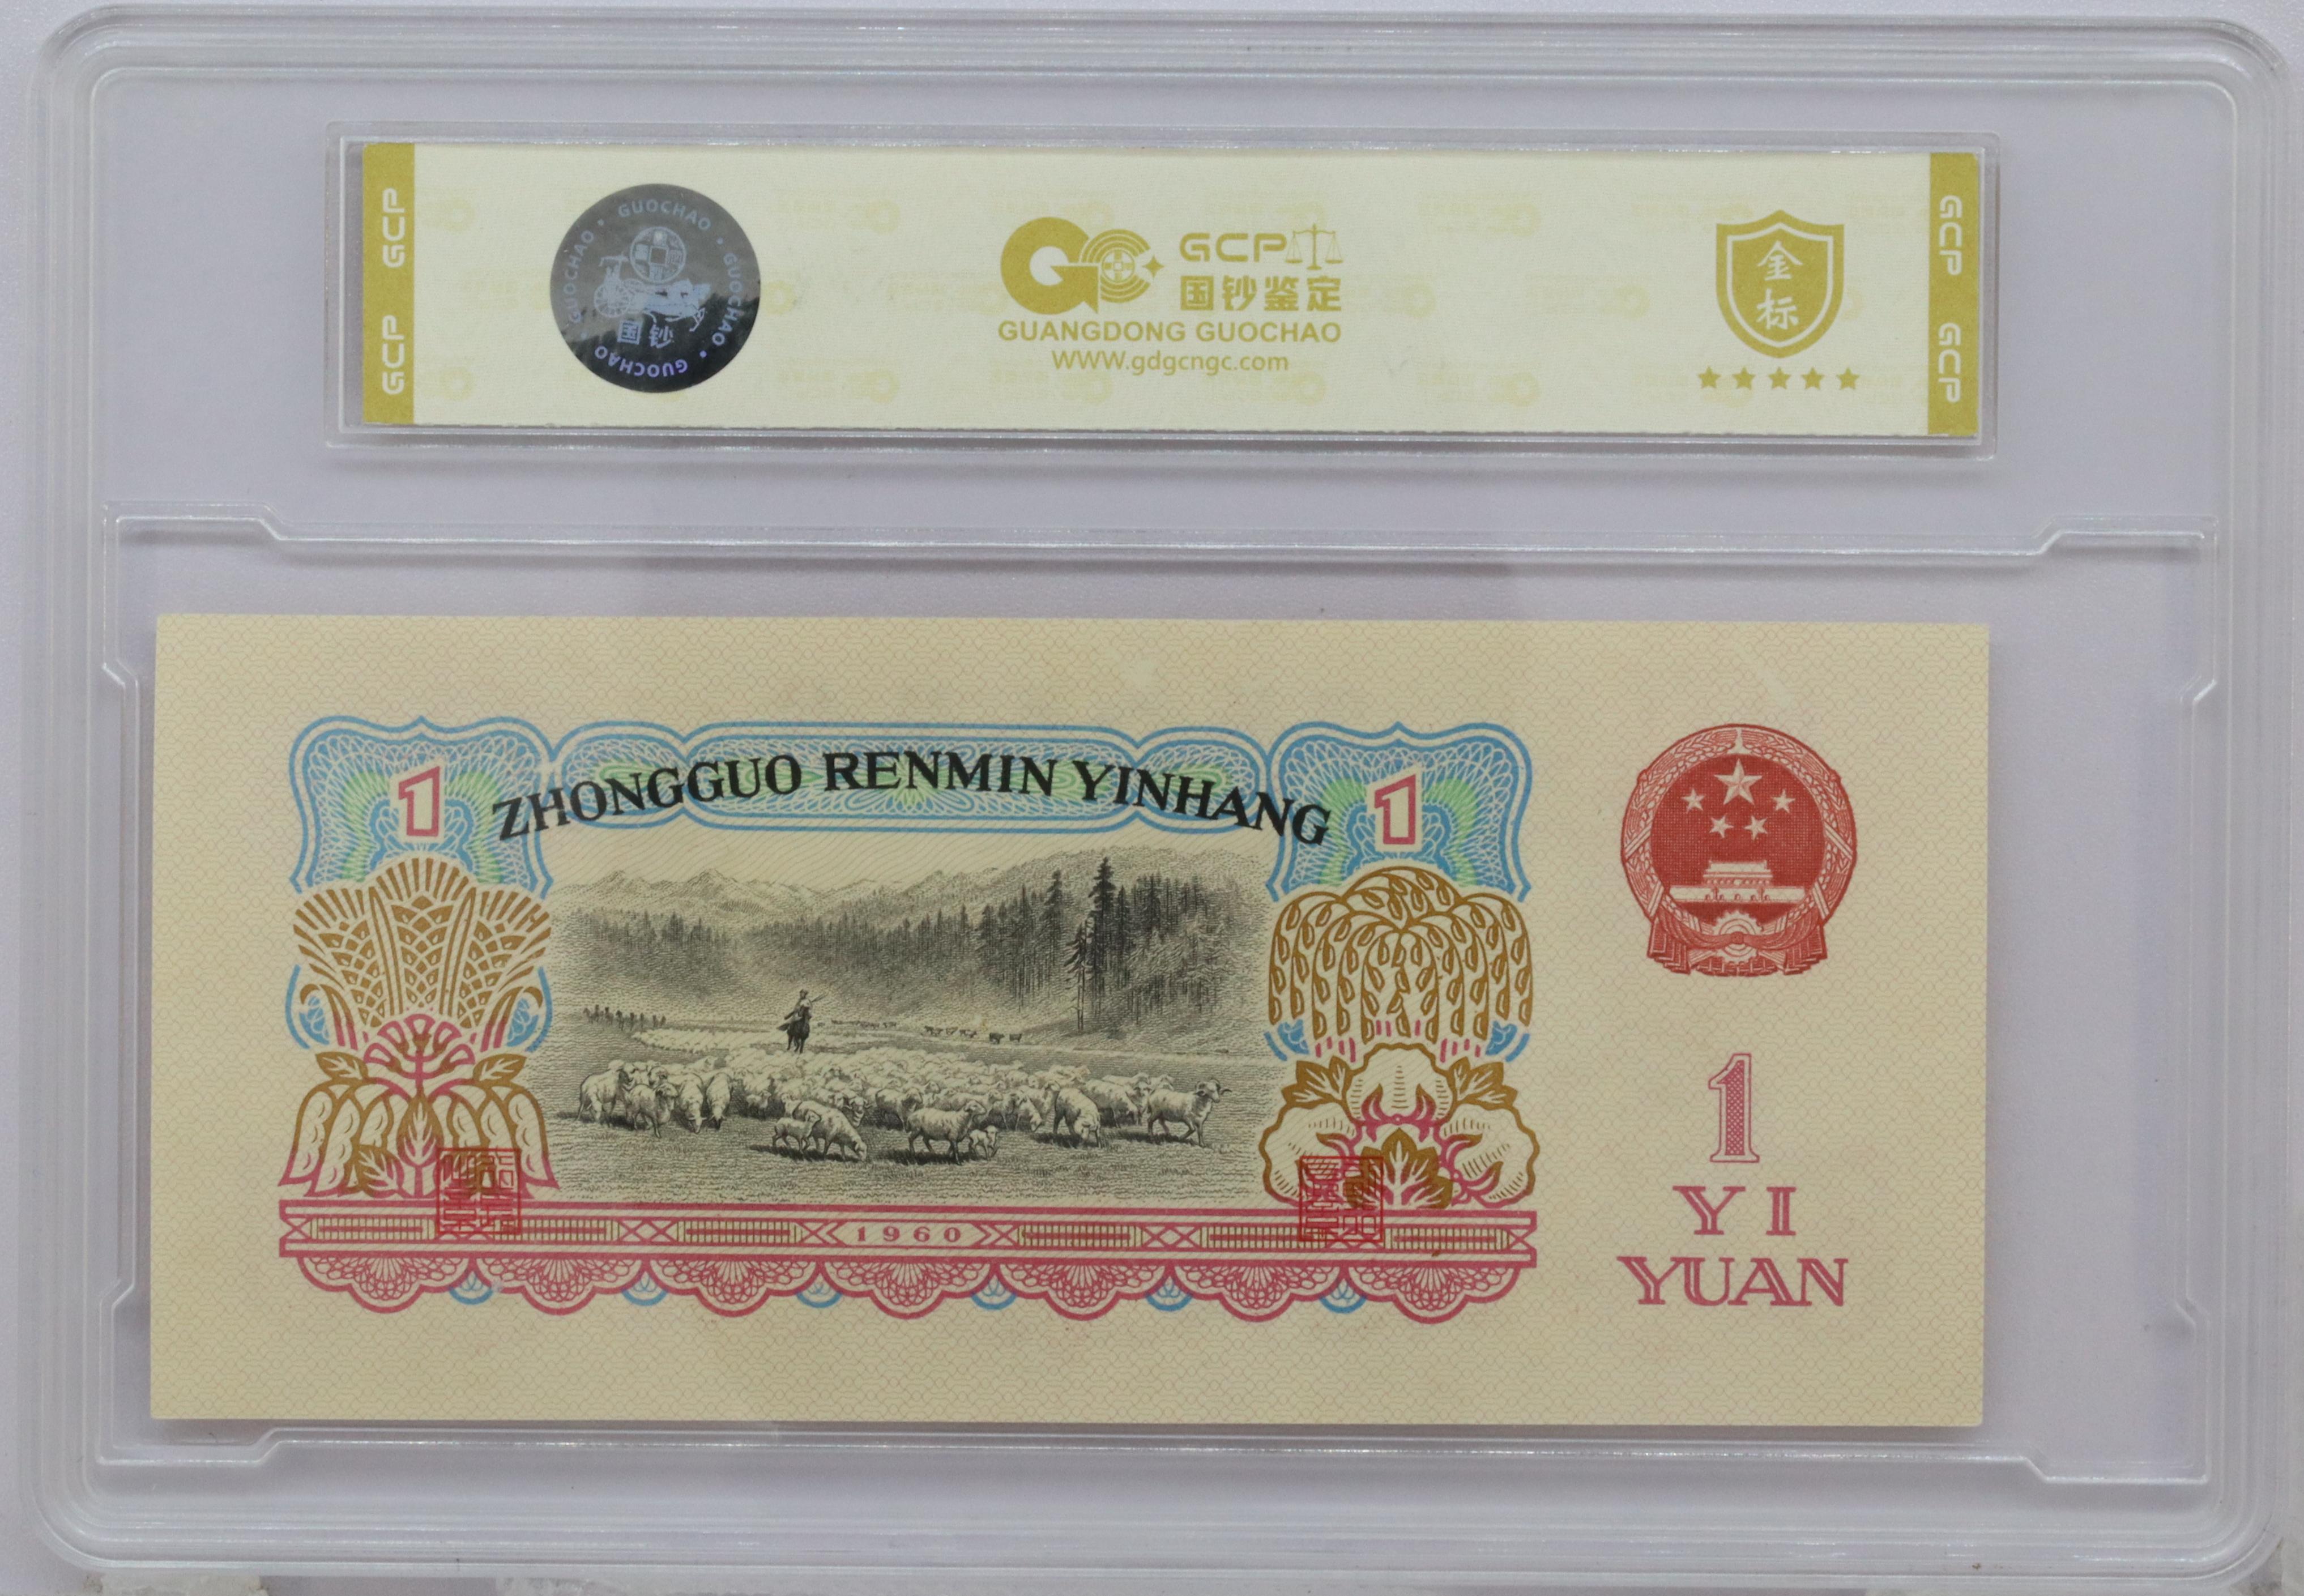 GCP GCP
GUOCHAO • GUOCHAO • GUOCHAO • GUOCHAO •
国钞
GCP
国钞鉴定
GUANGDONG GUOCHAO
WWW.gdgcngc.com
金
标
GCP GCP
ZHONGGUO RENMIN YINHANG
1
1
1960
1
YI
YUAN